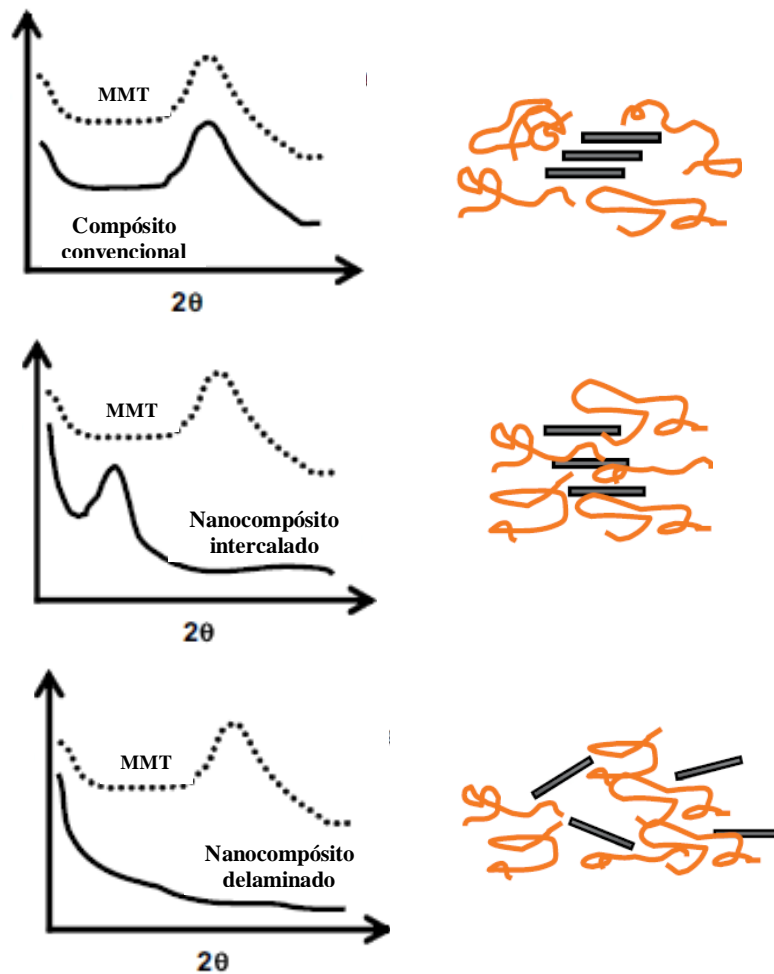 MMT
Compósito
convencional
2θ
MMT
Nanocompósito
intercalado
2θ
MMT
Nanocompósito
delaminado
2θ